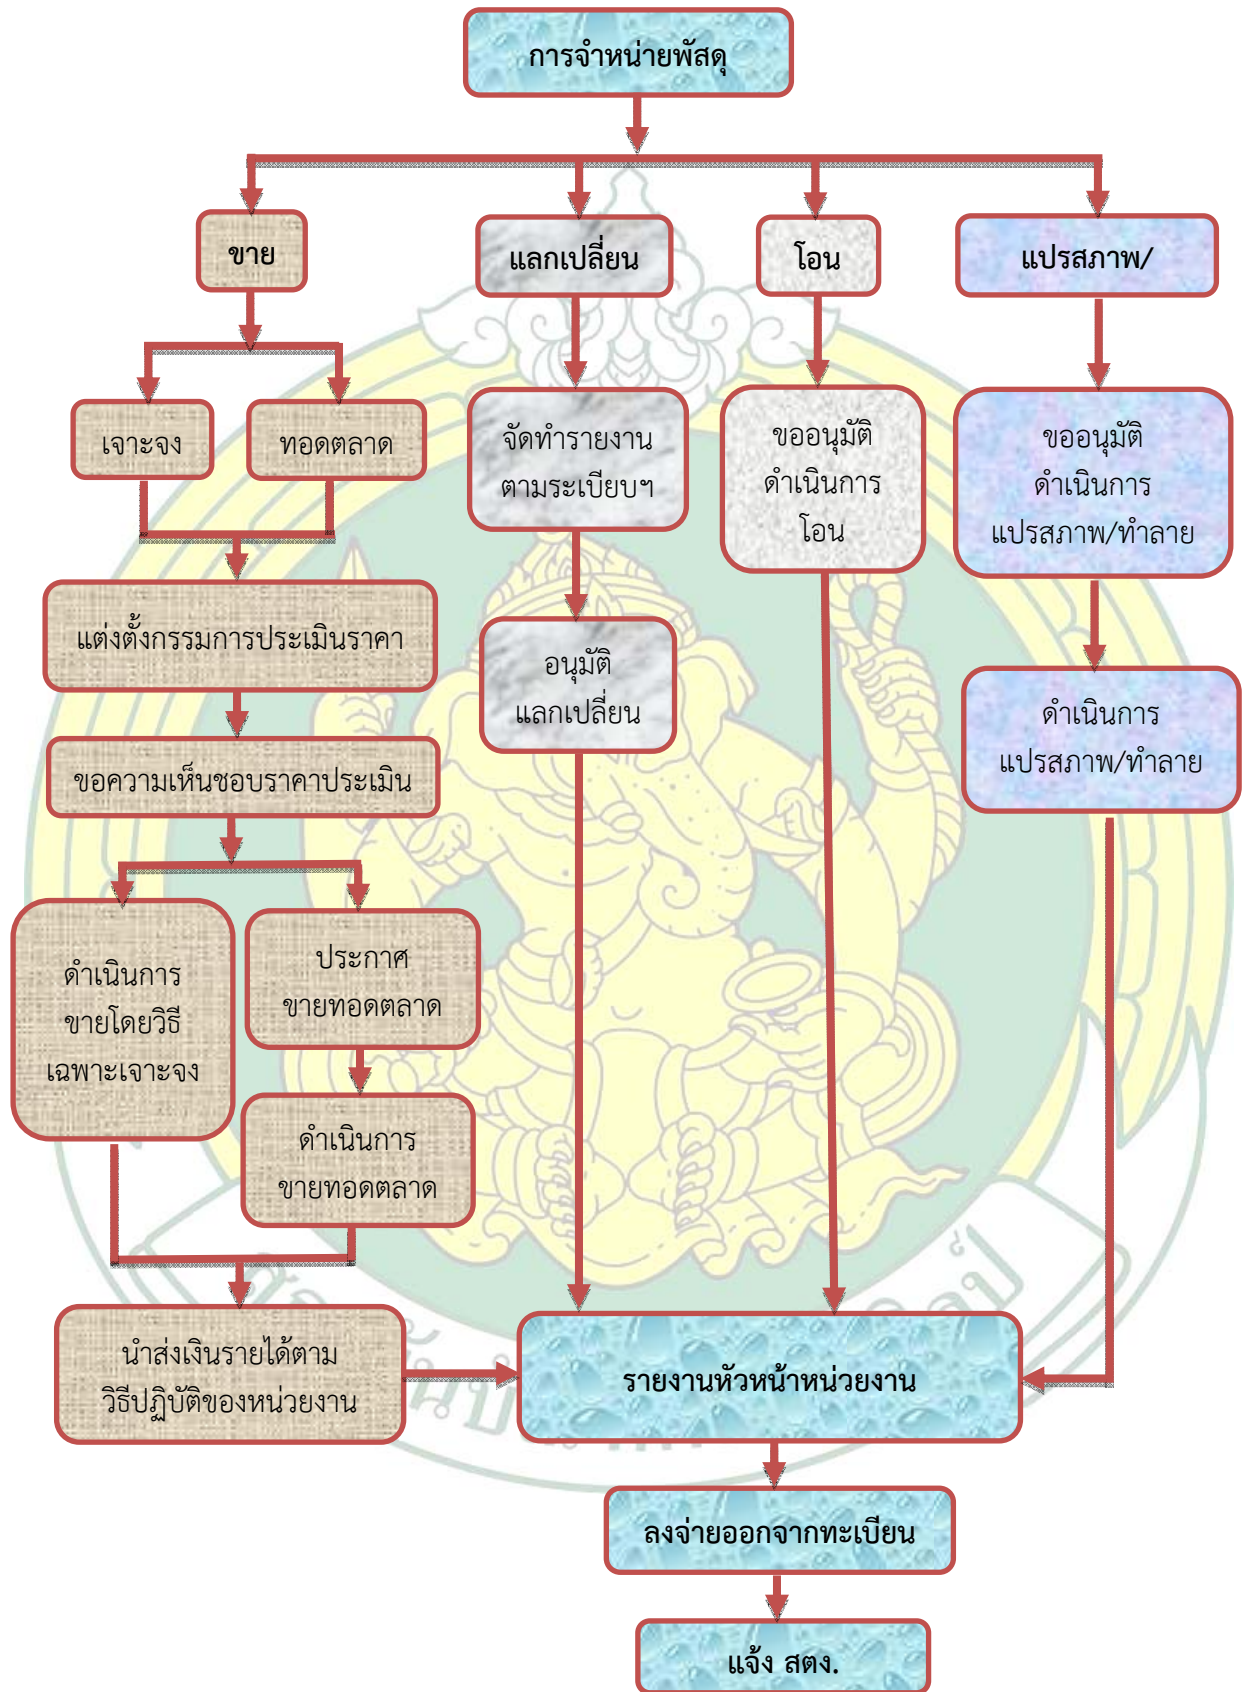 การจำหน่ายพัสดุ
ขาย
แลกเปลี่ยน
โอน
แปรสภาพ/
เจาะจง
ทอดตลาด
จัดทำรายงาน
ตามระเบียบฯ
ขออนุมัติ
ดำเนินการ
โอน
ขออนุมัติ
ดำเนินการ
แปรสภาพ/ทำลาย
แต่งตั้งกรรมการประเมินราคา
อนุมัติ
แลกเปลี่ยน
ดำเนินการ
แปรสภาพ/ทำลาย
ขอความเห็นชอบราคาประเมิน
ดำเนินการ
ขายโดยวิธี
เฉพาะเจาะจง
ประกาศ
ขายทอดตลาด
ดำเนินการ
ขายทอดตลาด
นำส่งเงินรายได้ตาม
วิธีปฏิบัติของหน่วยงาน
รายงานหัวหน้าหน่วยงาน
ลงจ่ายออกจากทะเบียน
แจ้ง สตง.